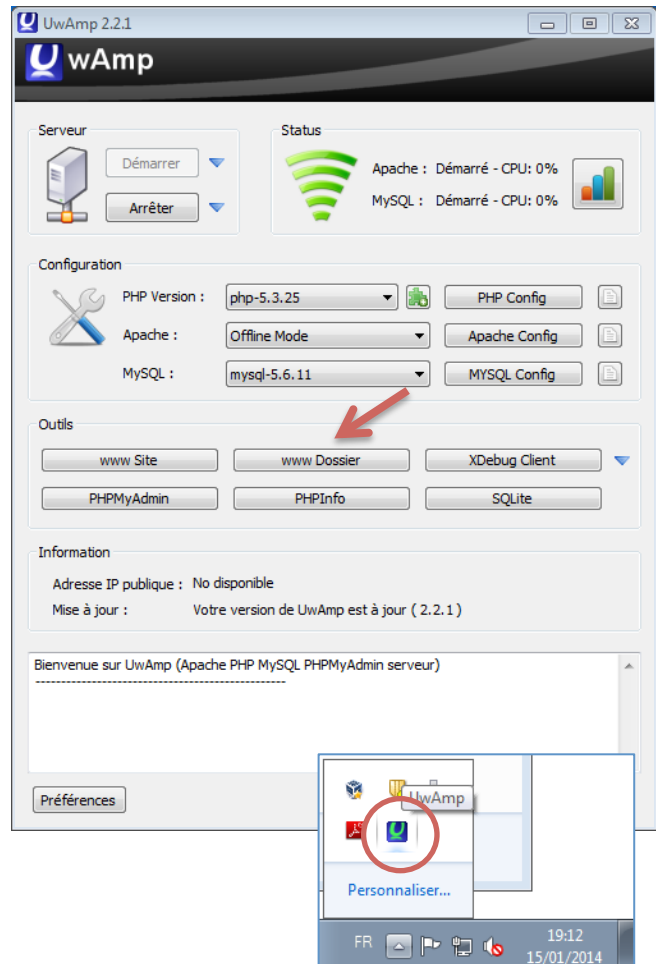 UwAmp 2.2.1
UwAmp
Serveur
Démarrer
Arrêter
Status
Apache : Démarré - CPU: 0%
MySQL : Démarré - CPU: 0%
Configuration
PHP Version : php-5.3.25 PHP Config
Apache : Offline Mode Apache Config
MySQL : mysql-5.6.11 MYSQL Config
Outils
www Site www Dossier XDebug Client
PHPMyAdmin PHPInfo SQLite
Information
Adresse IP publique : No disponible
Mise à jour : Votre version de UwAmp est à jour ( 2.2.1 )
Bienvenue sur UwAmp (Apache PHP MySQL PHPMyAdmin serveur)
--------------------------------------------------
Préférences
UwAmp
Personnaliser...
FR 19:12
15/01/2014